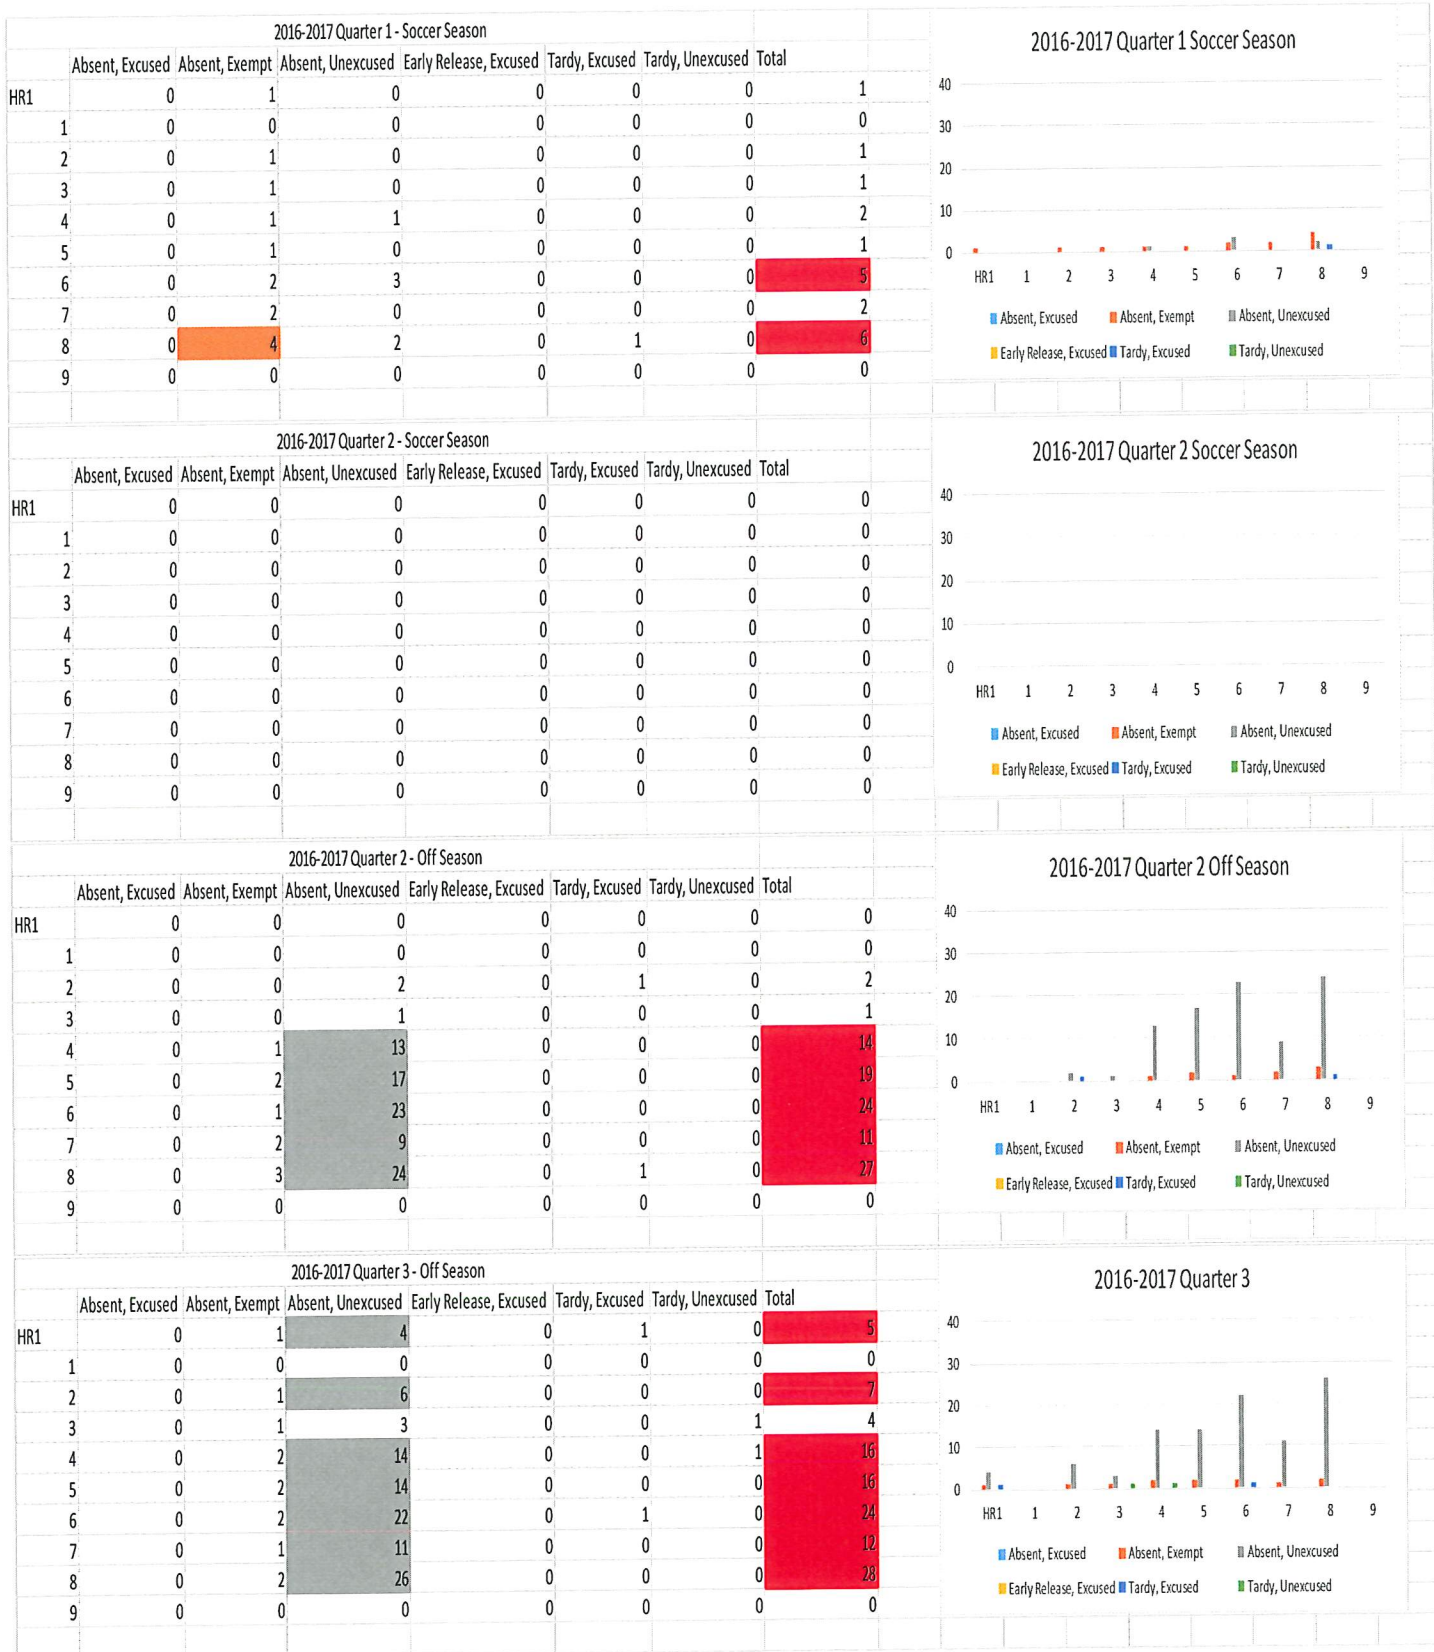 2016-2017 Quarter 1 - Soccer Season
Absent, Excused Absent, Exempt Absent, Unexcused Early Release, Excused Tardy, Excused Tardy, Unexcused Total
HR1 0 1 0 0 0 0 1
1 0 0 0 0 0 0 0
2 0 1 0 0 0 0 1
3 0 1 0 0 0 0 1
4 0 1 1 0 0 0 2
5 0 1 0 0 0 0 1
6 0 2 3 0 0 0 5
7 0 2 0 0 0 0 2
8 0 4 2 0 1 0 6
9 0 0 0 0 0 0 0
2016-2017 Quarter 1 Soccer Season
40
30
20
10
0
HR1 1 2 3 4 5 6 7 8 9
Absent, Excused Absent, Exempt Absent, Unexcused
Early Release, Excused Tardy, Excused Tardy, Unexcused
2016-2017 Quarter 2 - Soccer Season
Absent, Excused Absent, Exempt Absent, Unexcused Early Release, Excused Tardy, Excused Tardy, Unexcused Total
HR1 0 0 0 0 0 0 0
1 0 0 0 0 0 0 0
2 0 0 0 0 0 0 0
3 0 0 0 0 0 0 0
4 0 0 0 0 0 0 0
5 0 0 0 0 0 0 0
6 0 0 0 0 0 0 0
7 0 0 0 0 0 0 0
8 0 0 0 0 0 0 0
9 0 0 0 0 0 0 0
2016-2017 Quarter 2 Soccer Season
40
30
20
10
0
HR1 1 2 3 4 5 6 7 8 9
Absent, Excused Absent, Exempt Absent, Unexcused
Early Release, Excused Tardy, Excused Tardy, Unexcused
2016-2017 Quarter 2 - Off Season
Absent, Excused Absent, Exempt Absent, Unexcused Early Release, Excused Tardy, Excused Tardy, Unexcused Total
HR1 0 0 0 0 0 0 0
1 0 0 0 0 0 0 0
2 0 0 2 0 1 0 2
3 0 0 1 0 0 0 1
4 0 1 13 0 0 0 14
5 0 2 17 0 0 0 19
6 0 1 23 0 0 0 24
7 0 2 9 0 0 0 11
8 0 3 24 0 1 0 27
9 0 0 0 0 0 0 0
2016-2017 Quarter 2 Off Season
40
30
20
10
0
HR1 1 2 3 4 5 6 7 8 9
Absent, Excused Absent, Exempt Absent, Unexcused
Early Release, Excused Tardy, Excused Tardy, Unexcused
2016-2017 Quarter 3 - Off Season
Absent, Excused Absent, Exempt Absent, Unexcused Early Release, Excused Tardy, Excused Tardy, Unexcused Total
HR1 0 1 4 0 1 0 5
1 0 0 0 0 0 0 0
2 0 1 6 0 0 0 7
3 0 1 3 0 0 1 4
4 0 2 14 0 0 1 16
5 0 2 14 0 0 0 16
6 0 2 22 0 1 0 24
7 0 1 11 0 0 0 12
8 0 2 26 0 0 0 28
9 0 0 0 0 0 0 0
2016-2017 Quarter 3
40
30
20
10
0
HR1 1 2 3 4 5 6 7 8 9
Absent, Excused Absent, Exempt Absent, Unexcused
Early Release, Excused Tardy, Excused Tardy, Unexcused